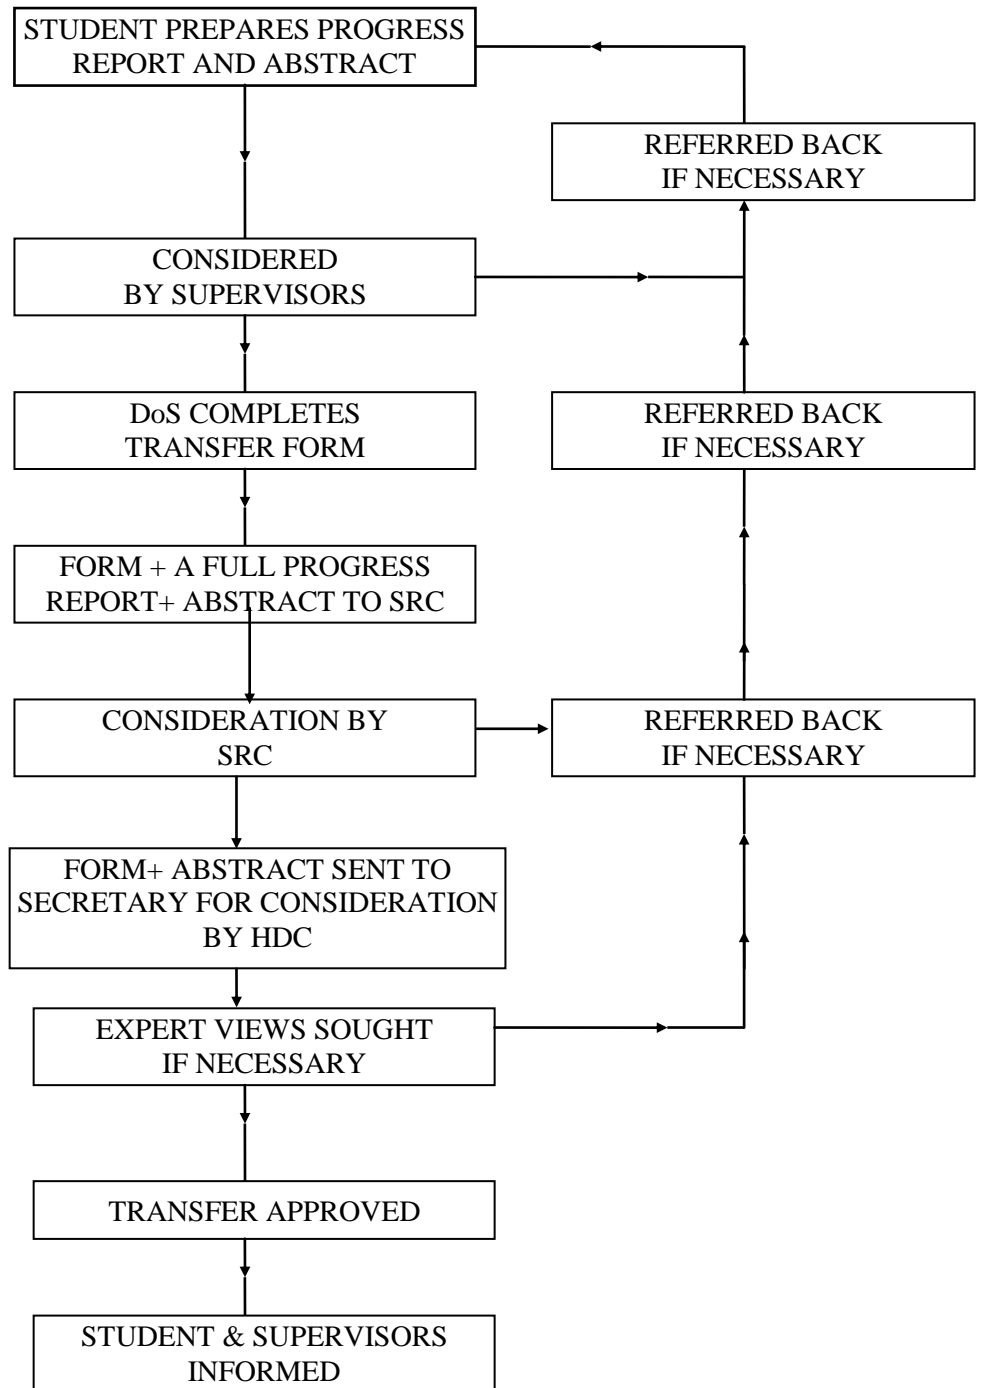 STUDENT PREPARES PROGRESS
REPORT AND ABSTRACT
REFERRED BACK
IF NECESSARY
CONSIDERED
BY SUPERVISORS
DoS COMPLETES
TRANSFER FORM
REFERRED BACK
IF NECESSARY
FORM + A FULL PROGRESS
REPORT+ ABSTRACT TO SRC
CONSIDERATION BY
SRC
REFERRED BACK
IF NECESSARY
FORM+ ABSTRACT SENT TO
SECRETARY FOR CONSIDERATION
BY HDC
EXPERT VIEWS SOUGHT
IF NECESSARY
TRANSFER APPROVED
STUDENT & SUPERVISORS
INFORMED